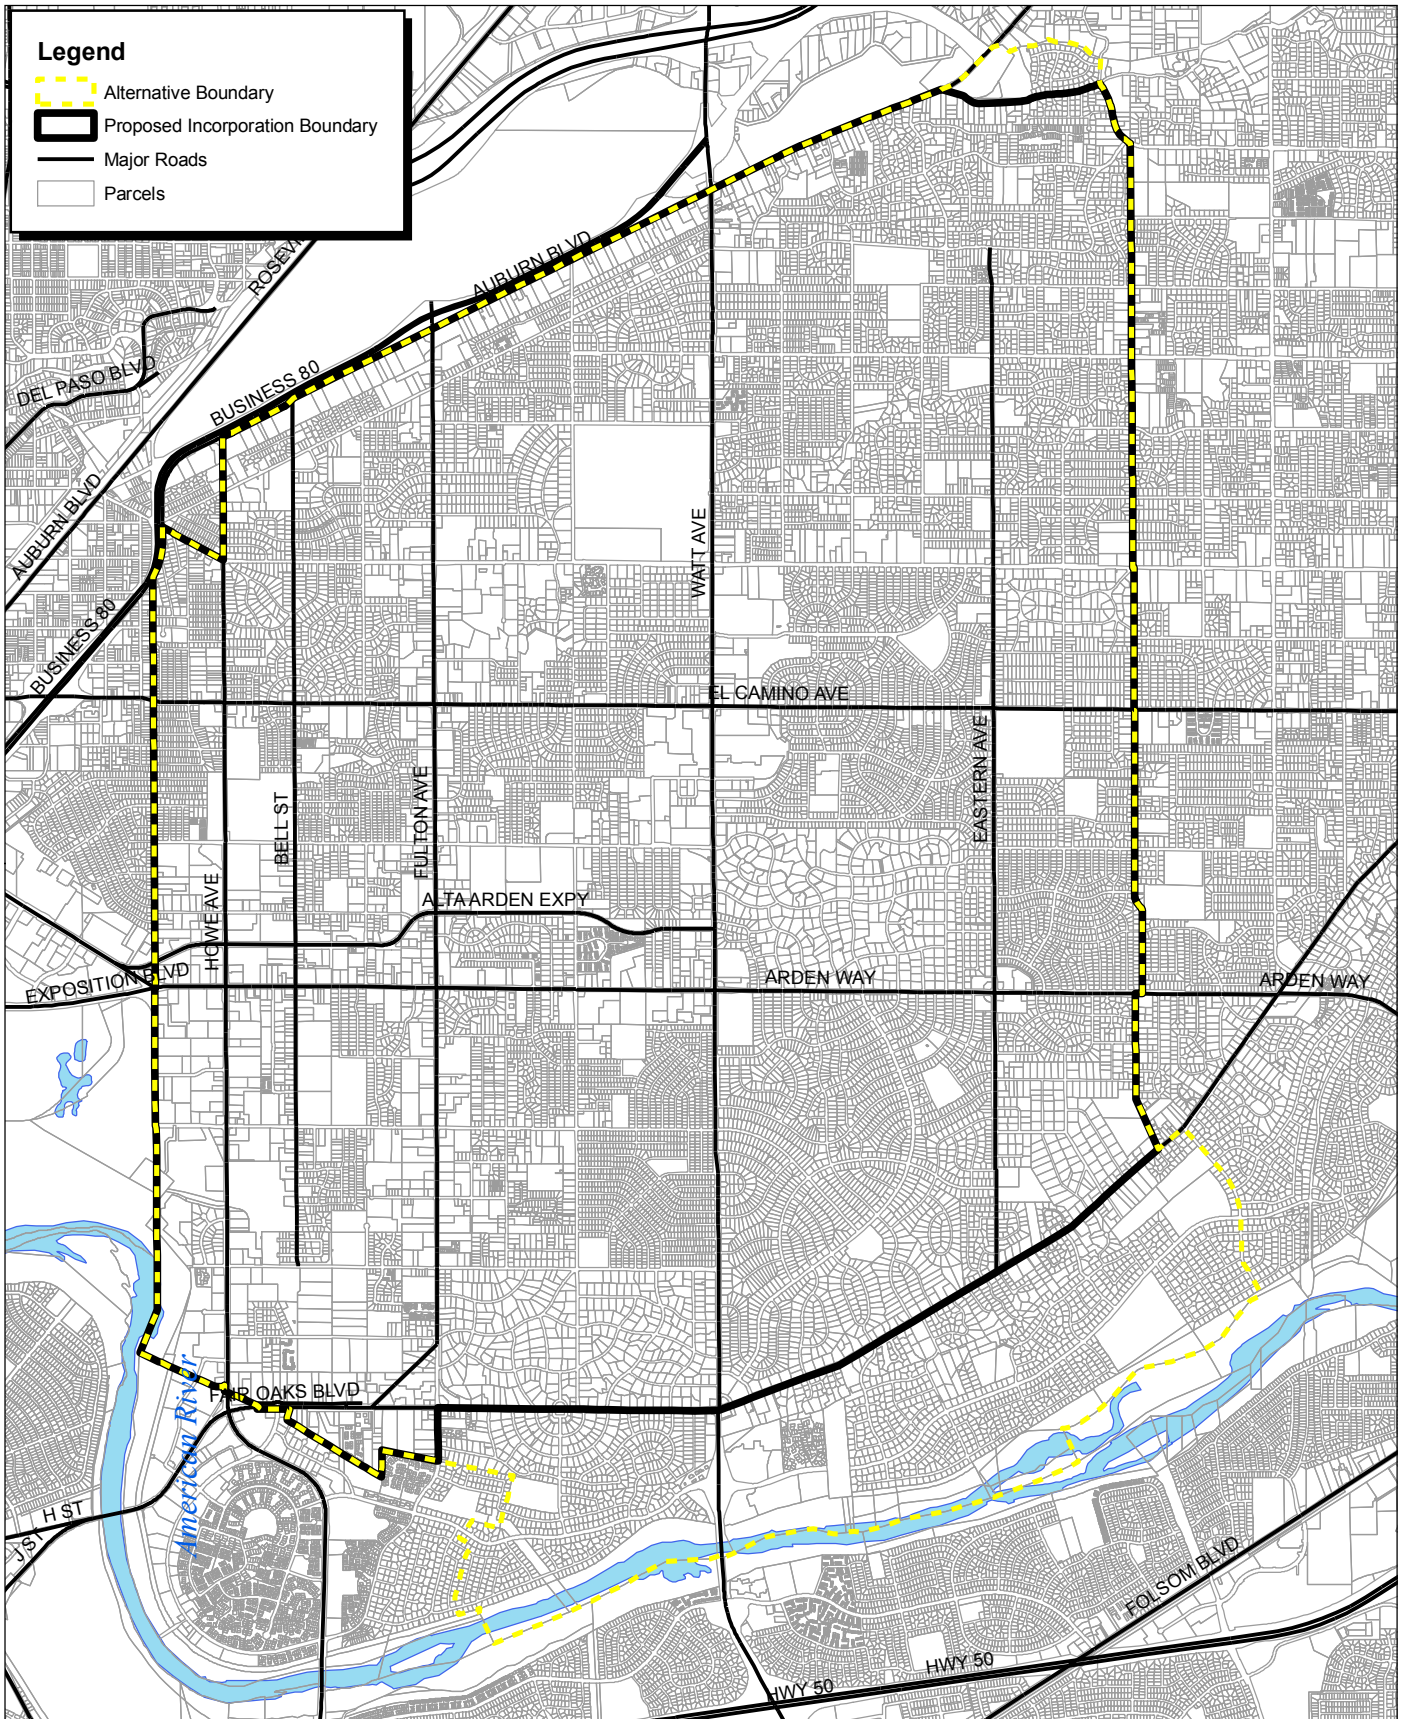 Legend
Alternative Boundary
Proposed Incorporation Boundary
Major Roads
Parcels
AUBURN BLVD
DEL PASO BLVD
BUSINESS 80
AUBURN BLVD
WATT AVE
BUSINESS 80
EL CAMINO AVE
EASTERN AVE
FULTON AVE
BELL ST
HOWE AVE
ALTA ARDEN EXPY
EXPOSITION BLVD
ARDEN WAY
ARDEN WAY
FAIR OAKS BLVD
American River
H ST
J ST
FOLSOM BLVD
HWY 50
HWY 50